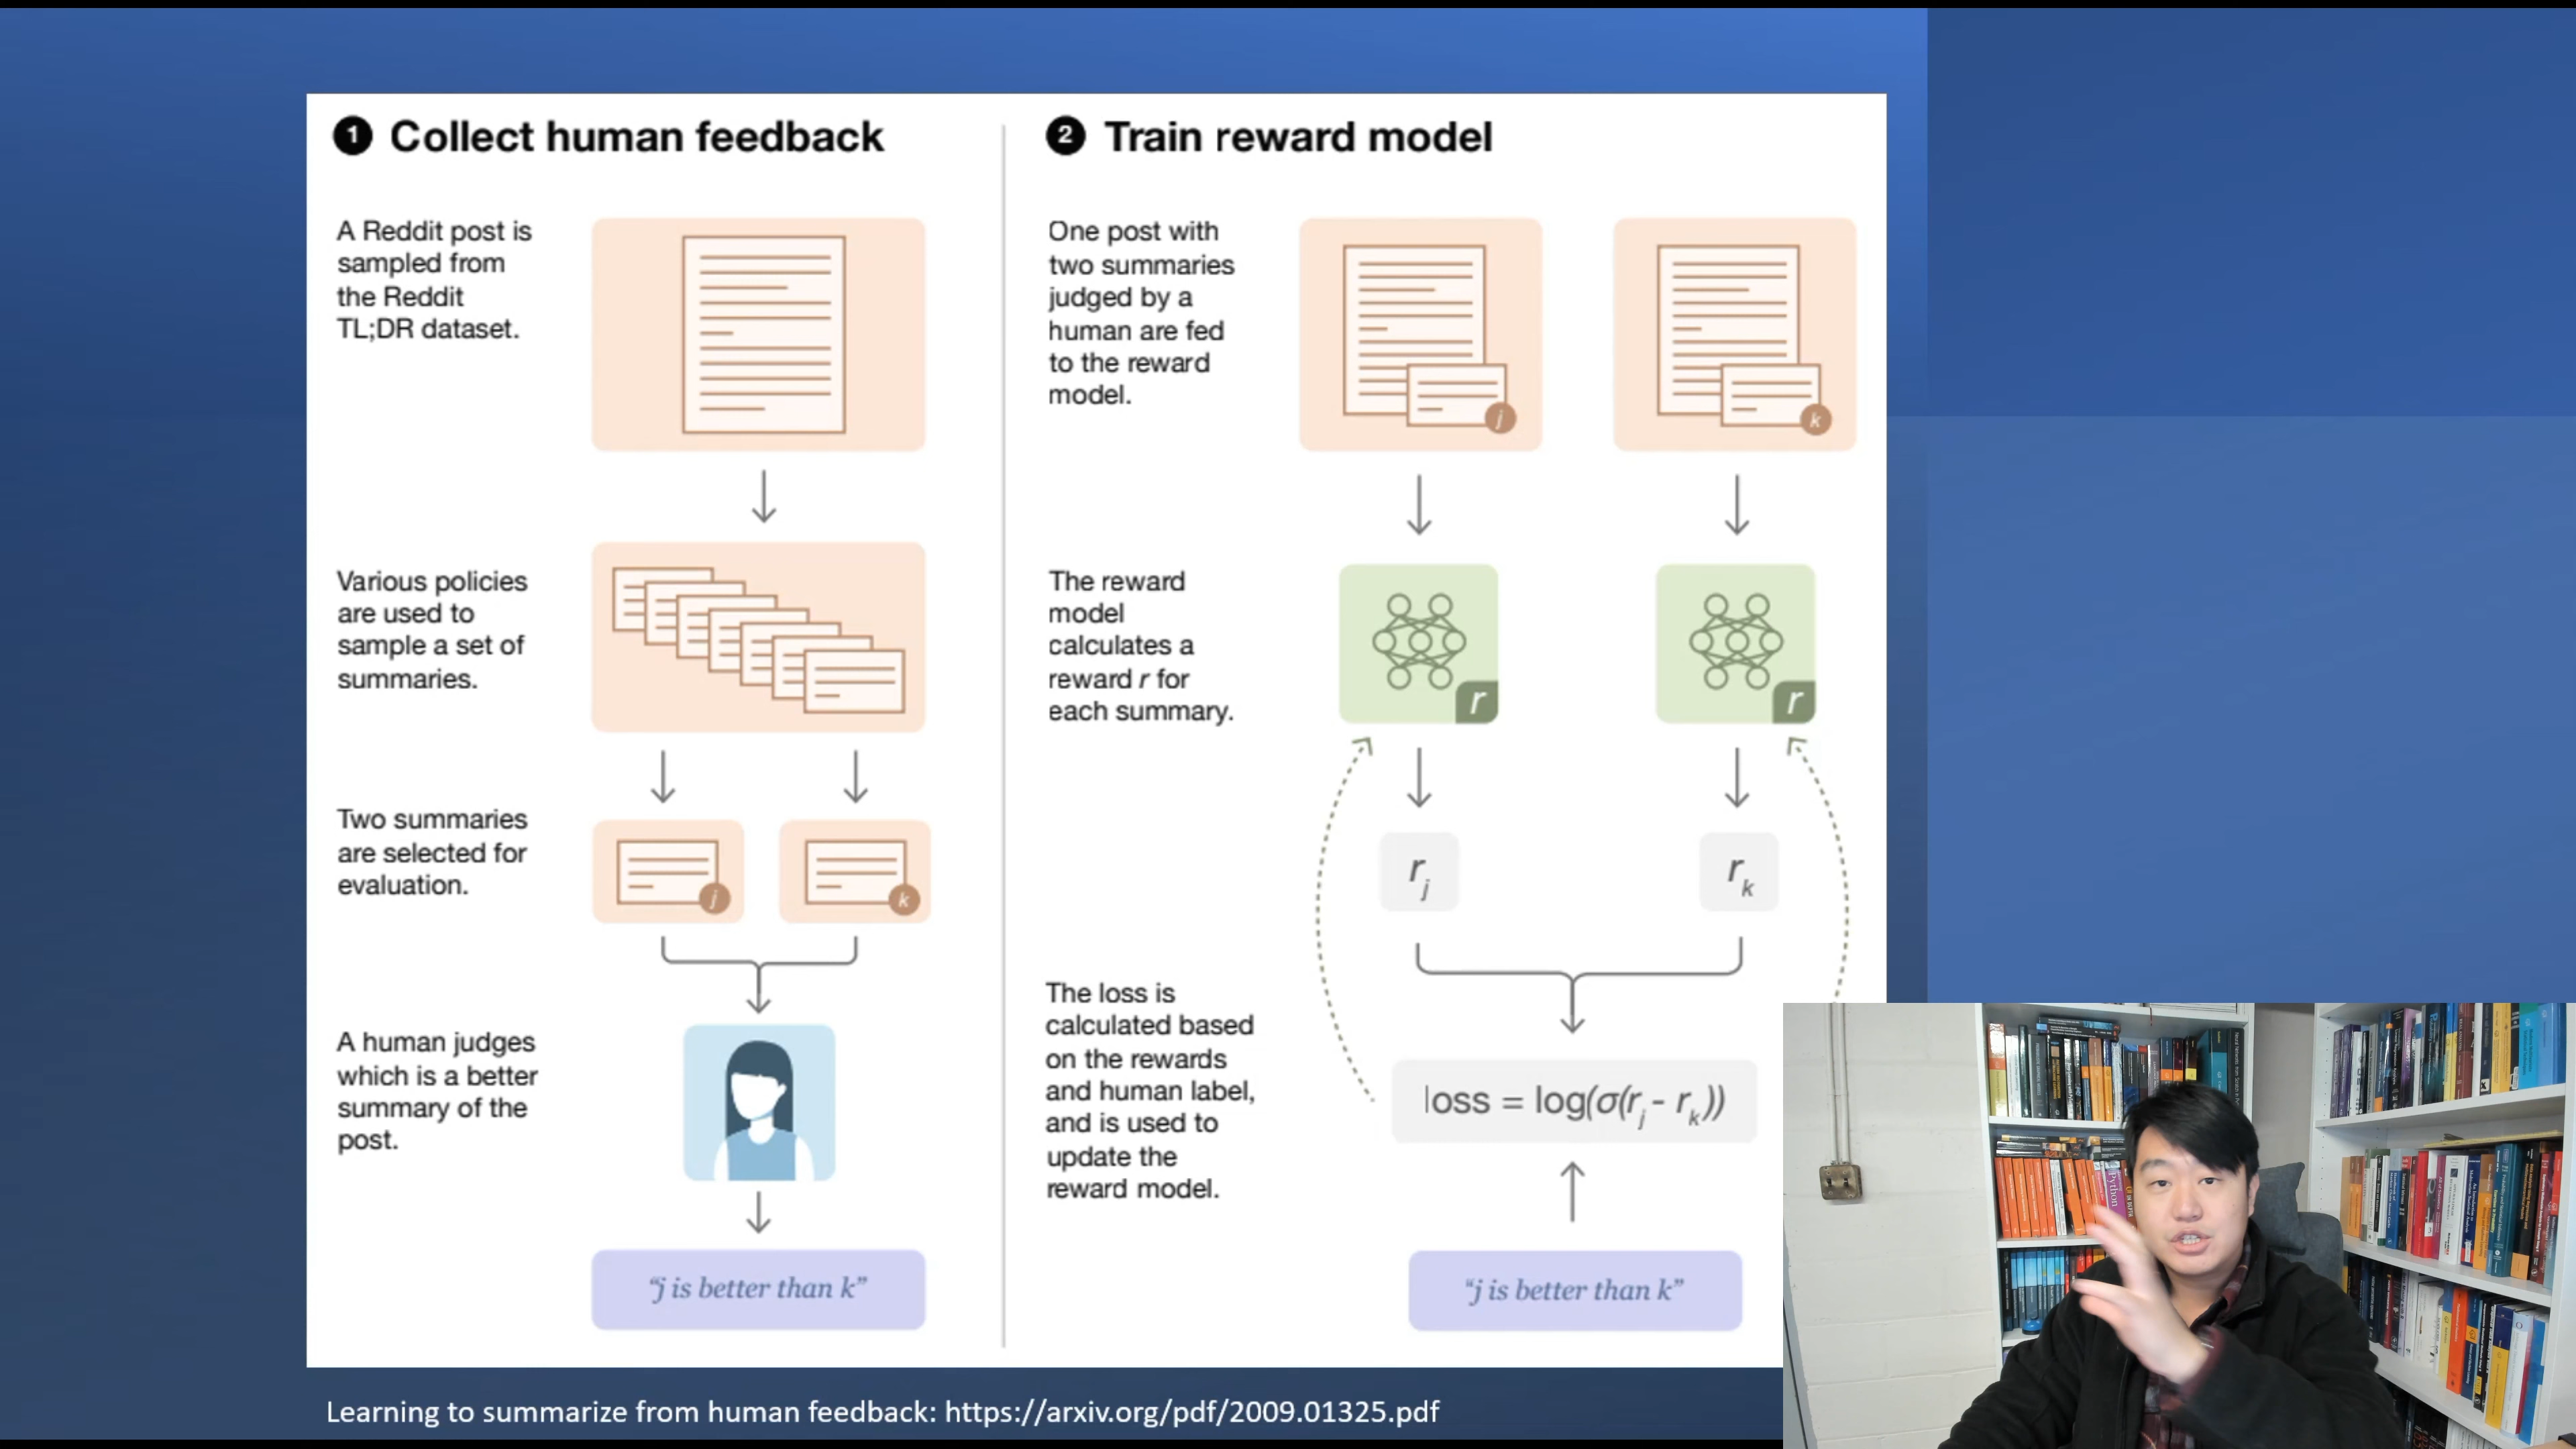 1 Collect human feedback
A Reddit post is
sampled from
the Reddit
TL;DR dataset.
Various policies
are used to
sample a set of
summaries.
Two summaries
are selected for
evaluation.
j
k
A human judges
which is a better
summary of the
post.
"j is better than k"
2 Train reward model
One post with
two summaries
judged by a
human are fed
to the reward
model.
j
k
The reward
model
calculates a
reward r for
each summary.
r
r
rj
rk
The loss is
calculated based
on the rewards
and human label,
and is used to
update the
reward model.
loss = log(σ(rj - rk))
"j is better than k"
Learning to summarize from human feedback: https://arxiv.org/pdf/2009.01325.pdf
Python